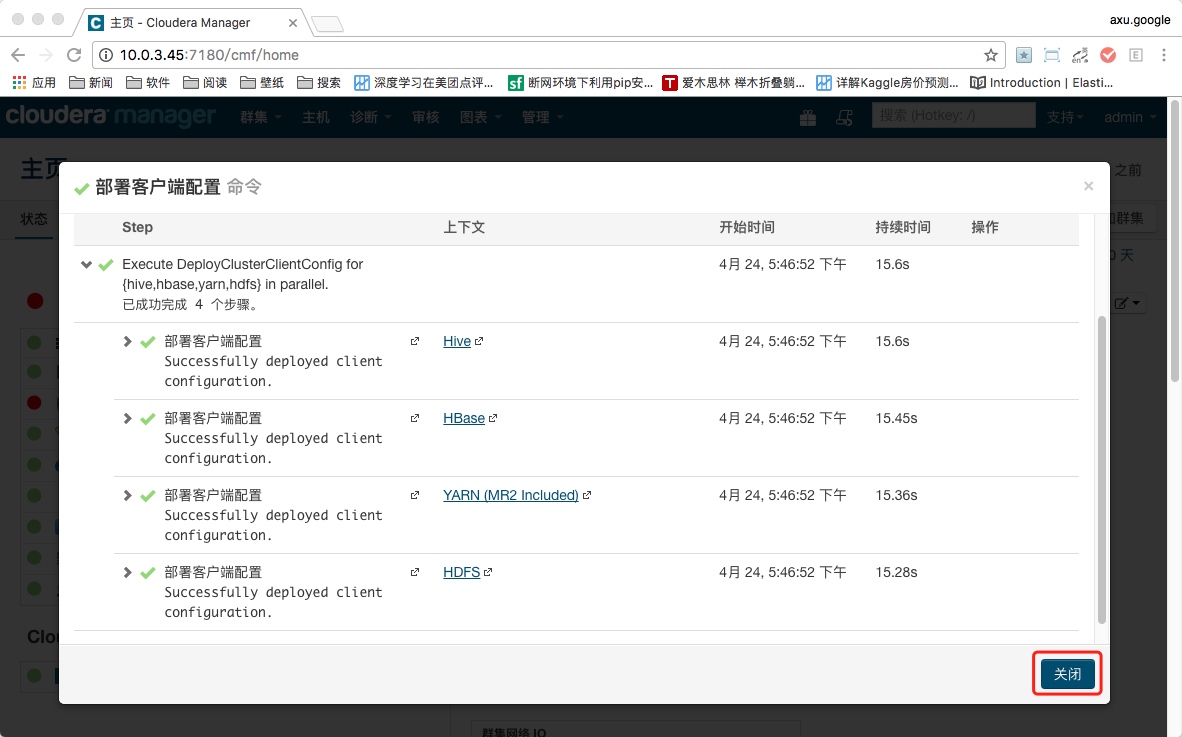 主页 - Cloudera Manager
axu.google
10.0.3.45:7180/cmf/home
应用 新闻 软件 阅读 壁纸 搜索 深度学习在美团点评... sf 断网环境下利用pip安... T 爱木思林 榉木折叠躺... 详解Kaggle房价预测... Introduction | Elasti...
cloudera manager 群集 主机 诊断 审核 图表 管理 搜索 (Hotkey: /) 支持 admin
主页
之前
部署客户端配置 命令
状态
群集
Step 上下文 开始时间 持续时间 操作
0 天
Execute DeployClusterClientConfig for 4月 24, 5:46:52 下午 15.6s
{hive,hbase,yarn,hdfs} in parallel.
已成功完成 4 个步骤。
部署客户端配置 Hive 4月 24, 5:46:52 下午 15.6s
Successfully deployed client
configuration.
部署客户端配置 HBase 4月 24, 5:46:52 下午 15.45s
Successfully deployed client
configuration.
部署客户端配置 YARN (MR2 Included) 4月 24, 5:46:52 下午 15.36s
Successfully deployed client
configuration.
部署客户端配置 HDFS 4月 24, 5:46:52 下午 15.28s
Successfully deployed client
configuration.
Clo
关闭
群集网络 IO